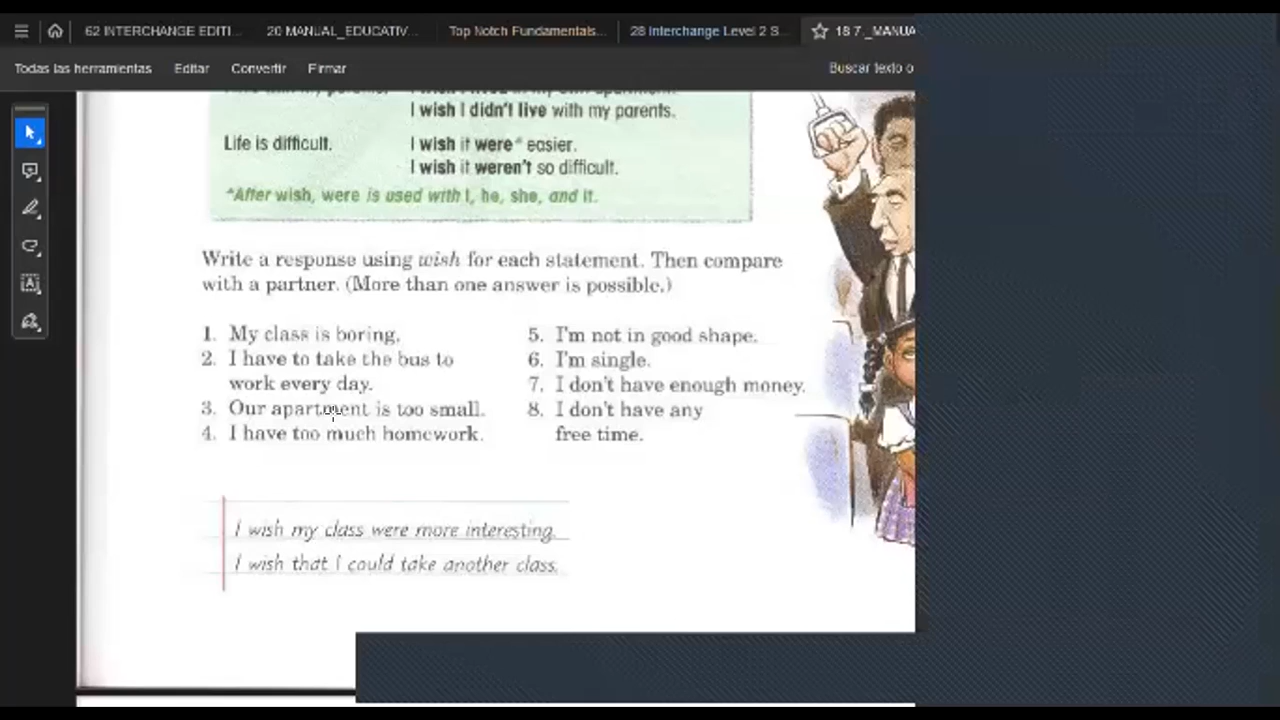 62 INTERCHANGE EDITI... 20 MANUAL_EDUCATIV... Top Notch Fundamentals... 28 Interchange Level 2 S... 18 7._MANUA
Todas las herramientas Editar Convertir Firmar Buscar texto o
I wish I didn't live with my parents.
Life is difficult. I wish it were* easier.
I wish it weren't so difficult.
*After wish, were is used with I, he, she, and it.
Write a response using wish for each statement. Then compare
with a partner. (More than one answer is possible.)
1. My class is boring.
2. I have to take the bus to
work every day.
3. Our apartment is too small.
4. I have too much homework.
5. I'm not in good shape.
6. I'm single.
7. I don't have enough money.
8. I don't have any
free time.
I wish my class were more interesting.
I wish that I could take another class.